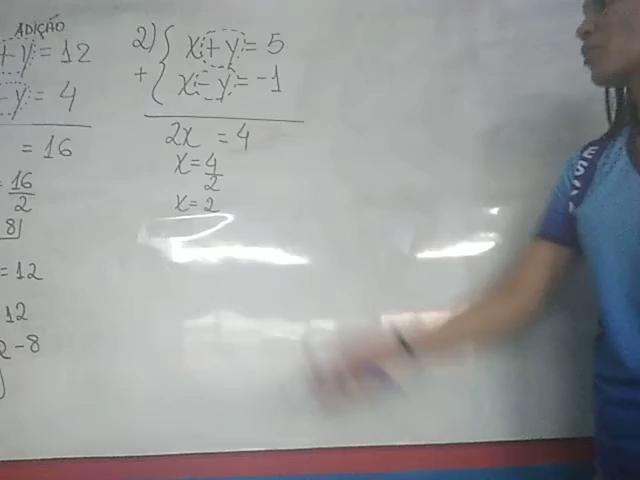 ADIÇÃO
+ y = 12
- y = 4
= 16
= 16
2
8
= 12
12
2 - 8
2) { x + y = 5
+ { x - y = -1
2x = 4
x = 4
2
x = 2
ES